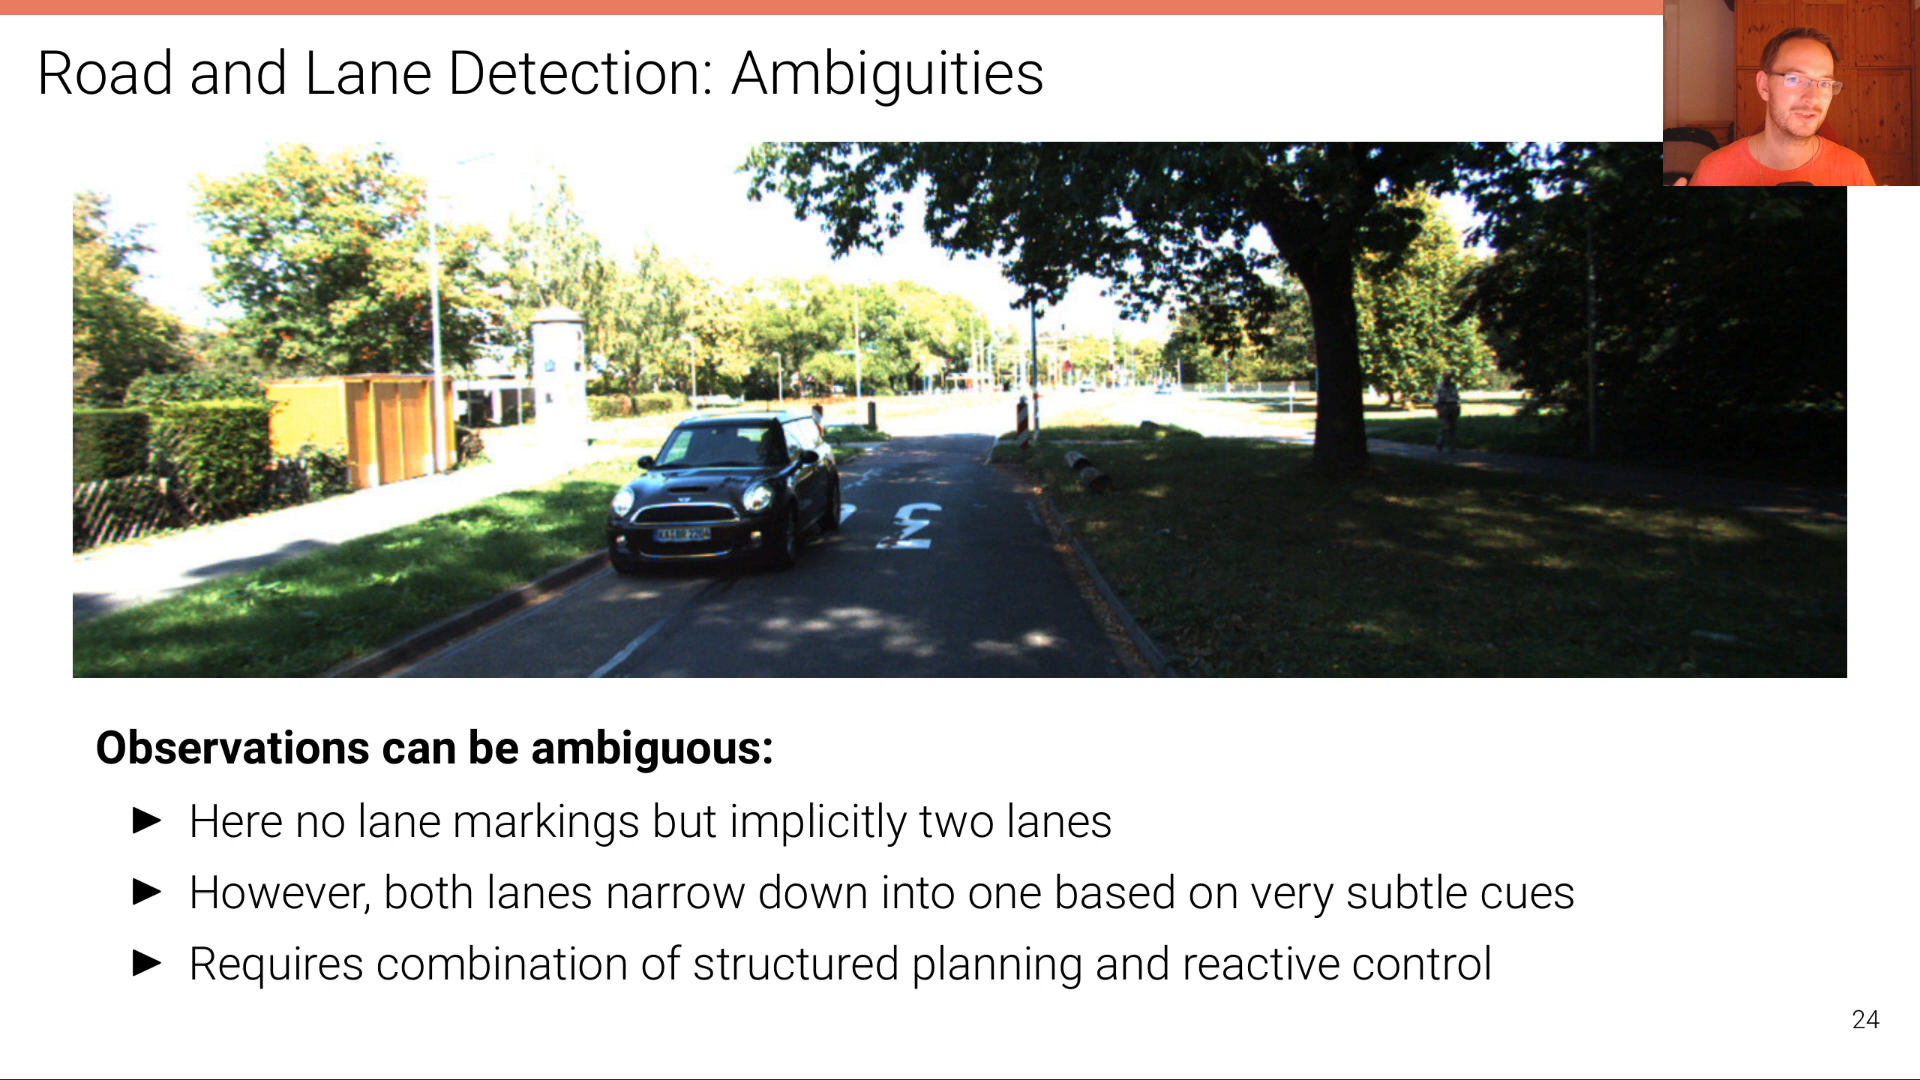 Road and Lane Detection: Ambiguities
Observations can be ambiguous:
Here no lane markings but implicitly two lanes
However, both lanes narrow down into one based on very subtle cues
Requires combination of structured planning and reactive control
24